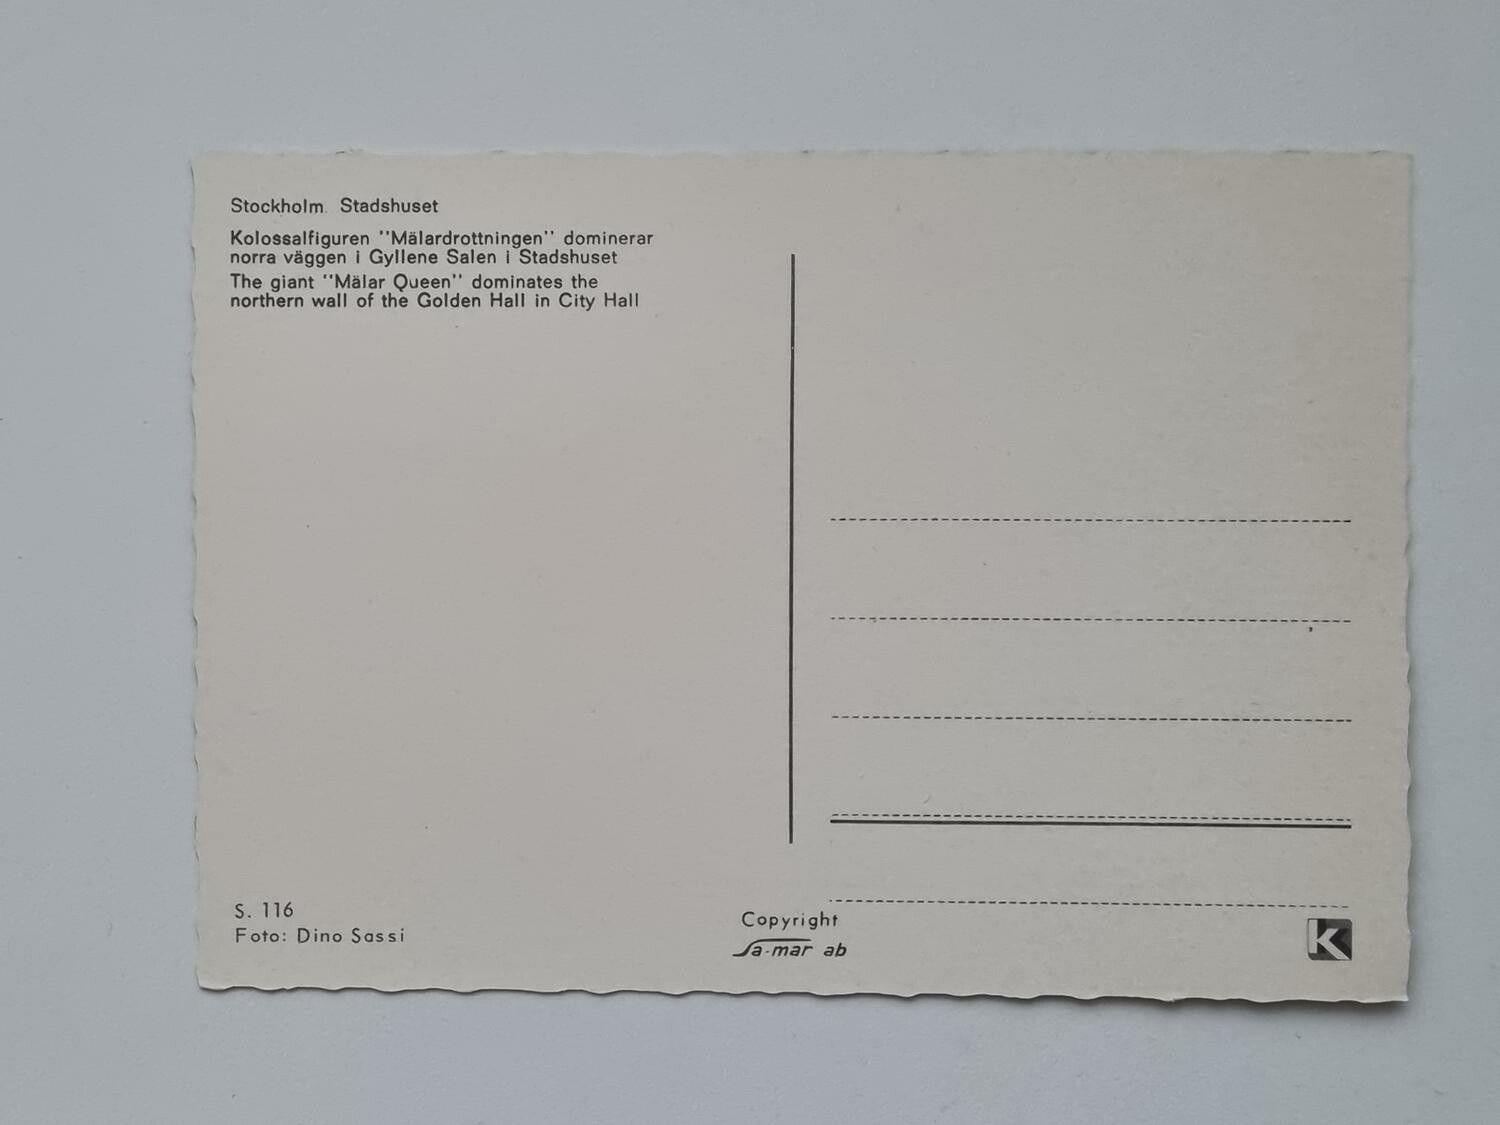 Stockholm. Stadshuset
Kolossalfiguren "Mälardrottningen" dominerar
norra väggen i Gyllene Salen i Stadshuset
The giant "Mälar Queen" dominates the
northern wall of the Golden Hall in City Hall
S. 116
Foto: Dino Sassi
Copyright
Sa-mar ab
K